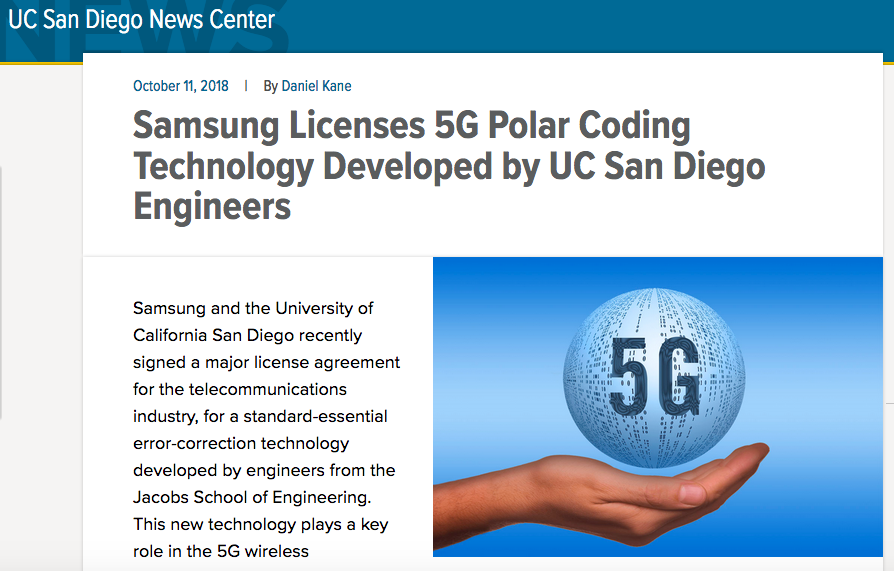 UC San Diego News Center
NEWS
October 11, 2018 | By Daniel Kane
Samsung Licenses 5G Polar Coding
Technology Developed by UC San Diego
Engineers
Samsung and the University of
California San Diego recently
signed a major license agreement
for the telecommunications
industry, for a standard-essential
error-correction technology
developed by engineers from the
Jacobs School of Engineering.
This new technology plays a key
role in the 5G wireless
5G